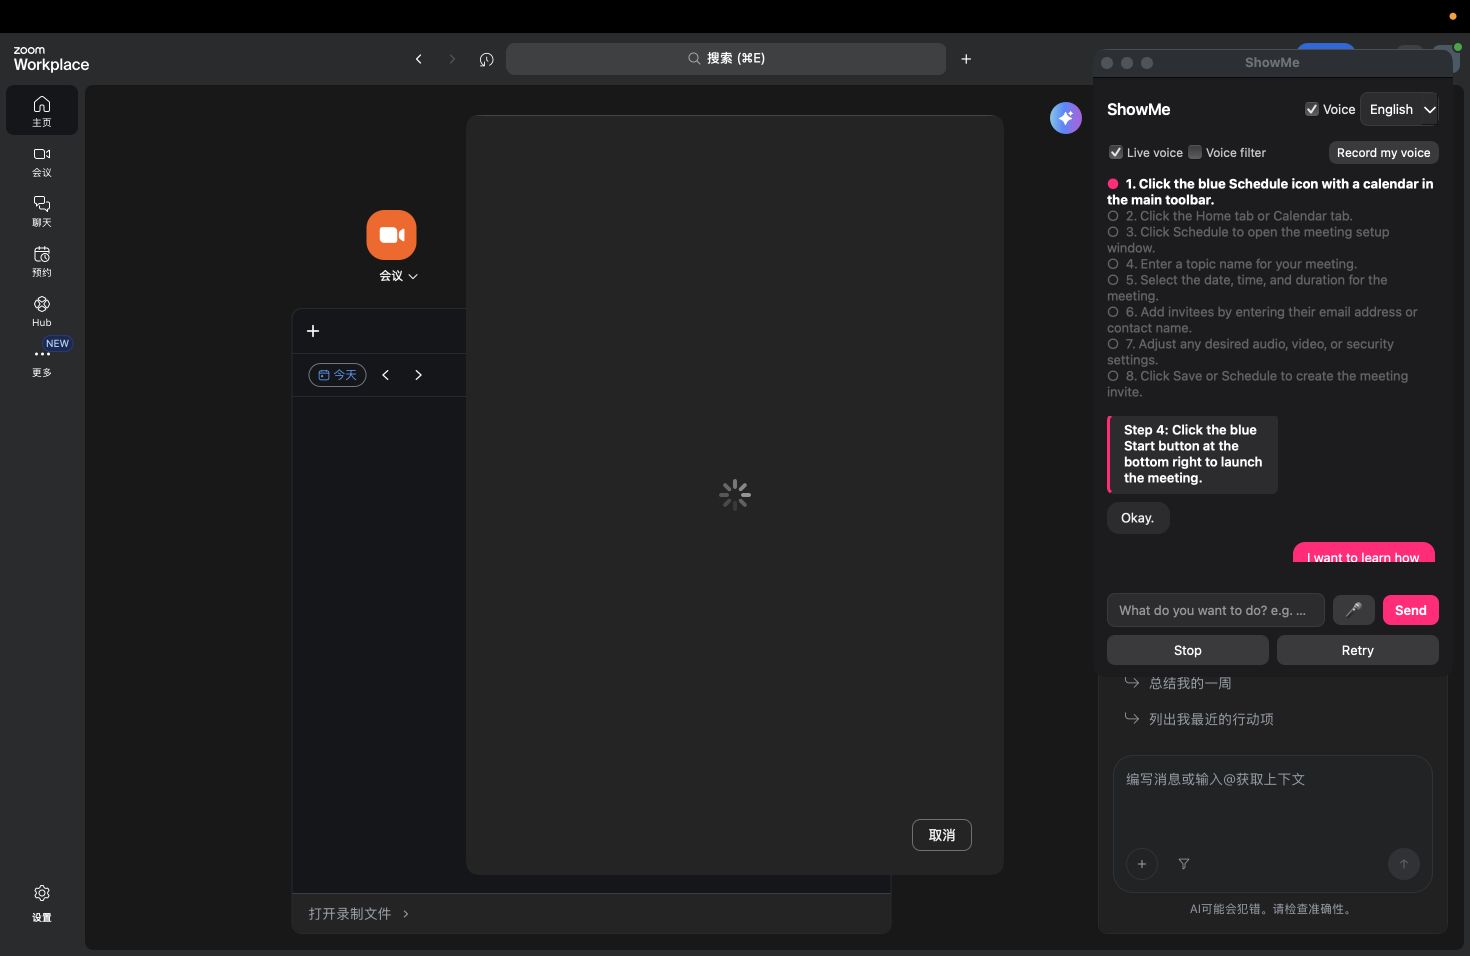 zoom
Workplace
搜索 (⌘E)
主页
会议
聊天
预约
Hub
NEW
更多
设置
会议
今天
取消
打开录制文件
ShowMe
ShowMe
Voice
English
Live voice
Voice filter
Record my voice
1. Click the blue Schedule icon with a calendar in
the main toolbar.
2. Click the Home tab or Calendar tab.
3. Click Schedule to open the meeting setup
window.
4. Enter a topic name for your meeting.
5. Select the date, time, and duration for the
meeting.
6. Add invitees by entering their email address or
contact name.
7. Adjust any desired audio, video, or security
settings.
8. Click Save or Schedule to create the meeting
invite.
Step 4: Click the blue
Start button at the
bottom right to launch
the meeting.
Okay.
I want to learn how
What do you want to do? e.g. ...
Send
Stop
Retry
总结我的一周
列出我最近的行动项
编写消息或输入@获取上下文
AI可能会犯错。请检查准确性。